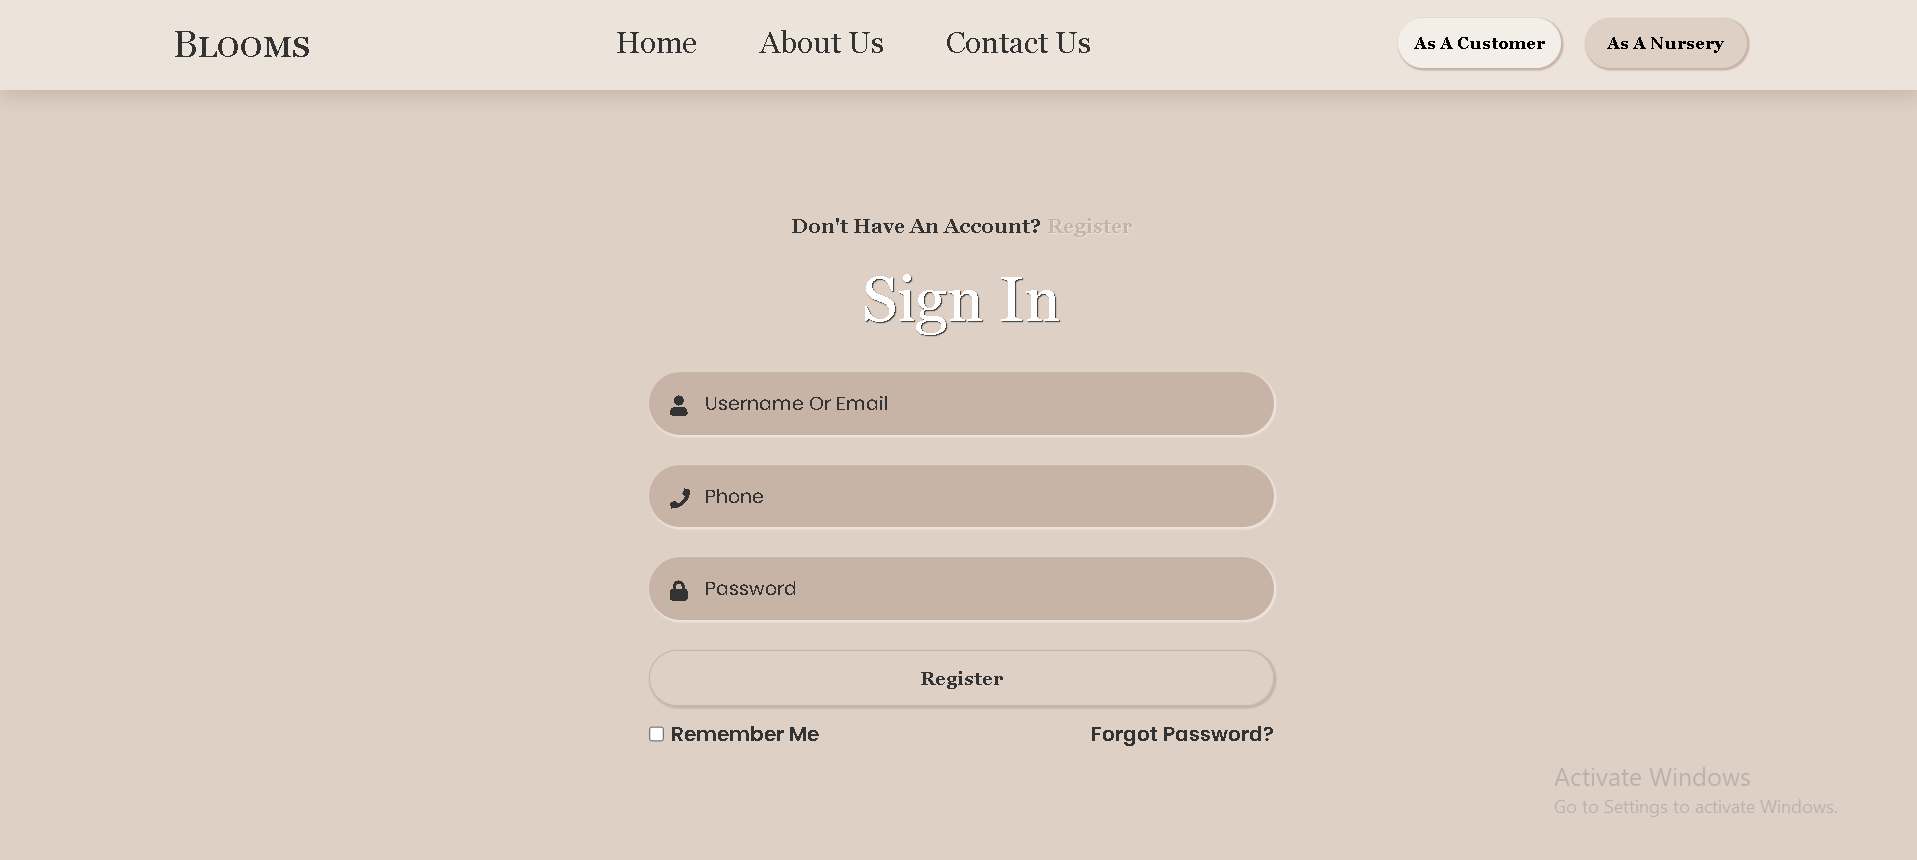 BLOOMS
Home About Us Contact Us
As A Customer As A Nursery
Don't Have An Account? Register
Sign In
Username Or Email
Phone
Password
Register
Remember Me Forgot Password?
Activate Windows
Go to Settings to activate Windows.